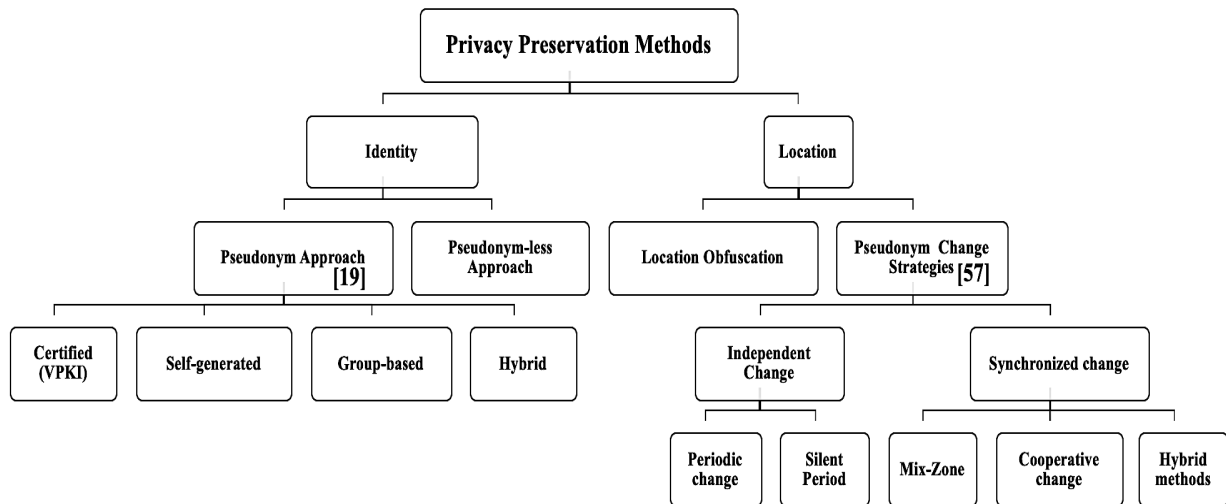 Privacy Preservation Methods
Identity
Location
Pseudonym Approach
[19]
Pseudonym-less
Approach
Location Obfuscation
Pseudonym Change
Strategies [57]
Certified
(VPKI)
Self-generated
Group-based
Hybrid
Independent
Change
Synchronized change
Periodic
change
Silent
Period
Mix-Zone
Cooperative
change
Hybrid
methods